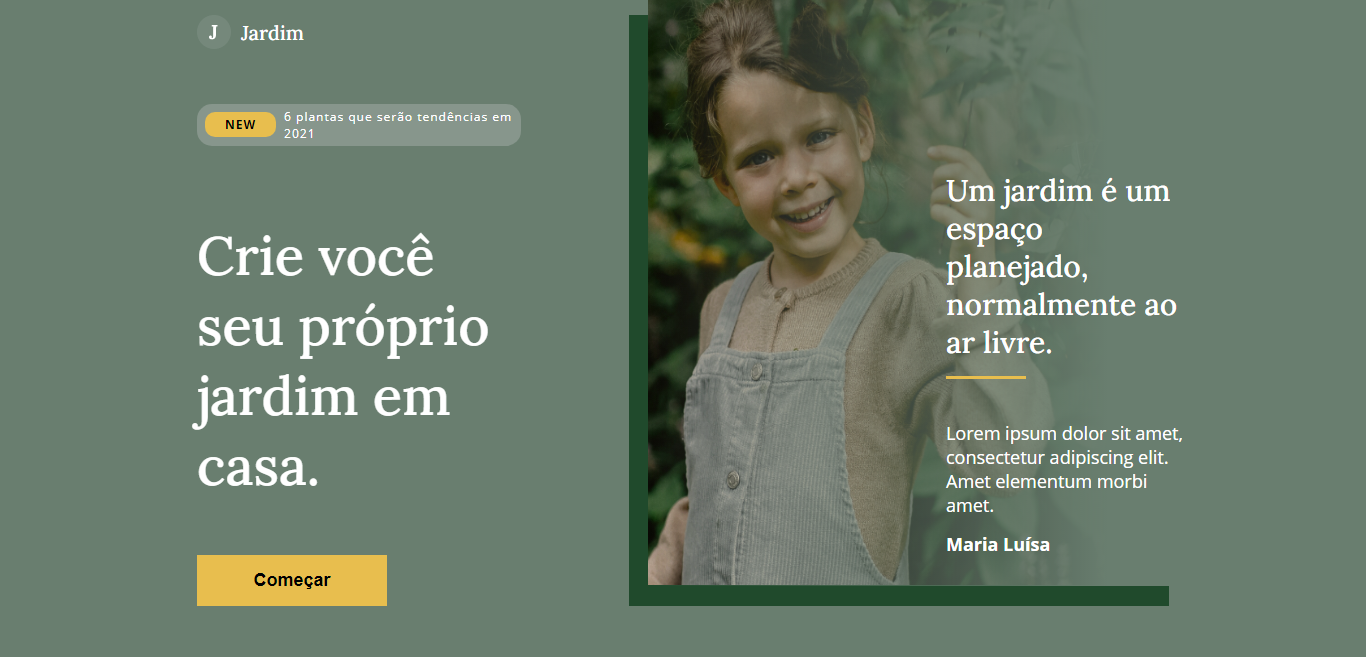 J Jardim
NEW 6 plantas que serão tendências em
2021
Crie você
seu próprio
jardim em
casa.
Começar
Um jardim é um
espaço
planejado,
normalmente ao
ar livre.
Lorem ipsum dolor sit amet,
consectetur adipiscing elit.
Amet elementum morbi
amet.
Maria Luísa